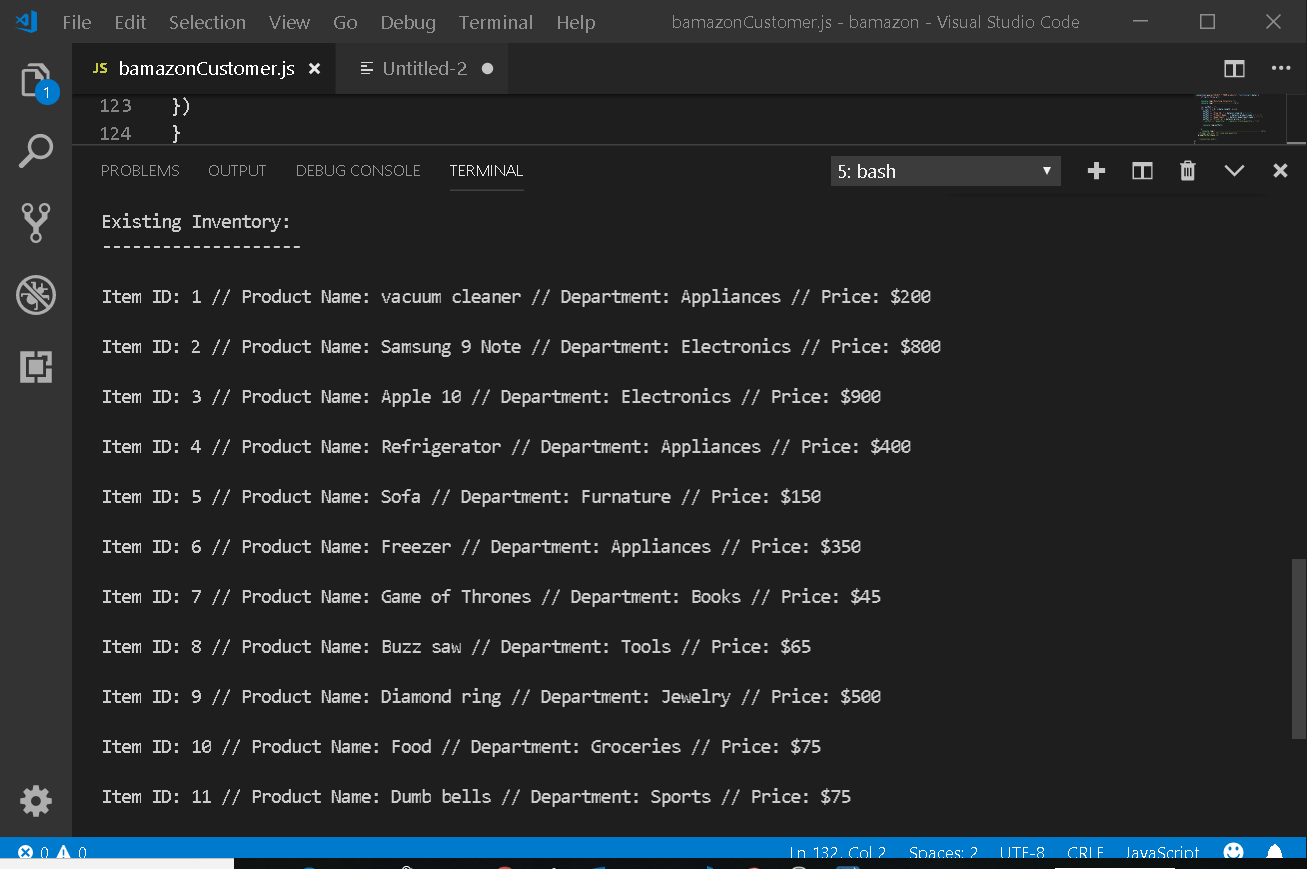 File Edit Selection View Go Debug Terminal Help bamazonCustomer.js - bamazon - Visual Studio Code
JS bamazonCustomer.js Untitled-2
1
123 })
124 }
PROBLEMS OUTPUT DEBUG CONSOLE TERMINAL 5: bash
Existing Inventory:
--------------------
Item ID: 1 // Product Name: vacuum cleaner // Department: Appliances // Price: $200
Item ID: 2 // Product Name: Samsung 9 Note // Department: Electronics // Price: $800
Item ID: 3 // Product Name: Apple 10 // Department: Electronics // Price: $900
Item ID: 4 // Product Name: Refrigerator // Department: Appliances // Price: $400
Item ID: 5 // Product Name: Sofa // Department: Furnature // Price: $150
Item ID: 6 // Product Name: Freezer // Department: Appliances // Price: $350
Item ID: 7 // Product Name: Game of Thrones // Department: Books // Price: $45
Item ID: 8 // Product Name: Buzz saw // Department: Tools // Price: $65
Item ID: 9 // Product Name: Diamond ring // Department: Jewelry // Price: $500
Item ID: 10 // Product Name: Food // Department: Groceries // Price: $75
Item ID: 11 // Product Name: Dumb bells // Department: Sports // Price: $75
0 0 Ln 132, Col 2 Spaces: 2 UTF-8 CRLF JavaScript